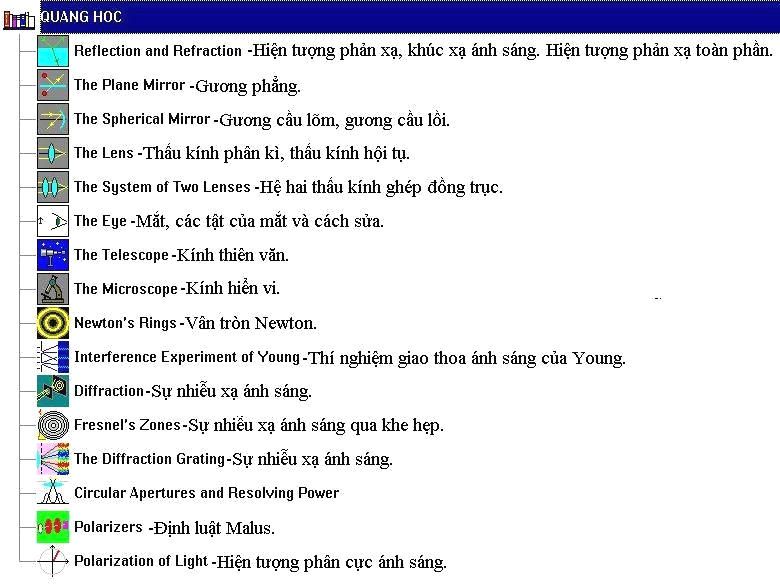 QUANG HOC
Reflection and Refraction -Hiện tượng phản xạ, khúc xạ ánh sáng. Hiện tượng phản xạ toàn phần.
The Plane Mirror -Gương phẳng.
The Spherical Mirror -Gương cầu lõm, gương cầu lồi.
The Lens -Thấu kính phân kì, thấu kính hội tụ.
The System of Two Lenses -Hệ hai thấu kính ghép đồng trục.
The Eye -Mắt, các tật của mắt và cách sửa.
The Telescope -Kính thiên văn.
The Microscope -Kính hiển vi.
Newton's Rings -Vân tròn Newton.
Interference Experiment of Young -Thí nghiệm giao thoa ánh sáng của Young.
Diffraction -Sự nhiễu xạ ánh sáng.
Fresnel's Zones -Sự nhiễu xạ ánh sáng qua khe hẹp.
The Diffraction Grating -Sự nhiễu xạ ánh sáng.
Circular Apertures and Resolving Power
Polarizers -Định luật Malus.
Polarization of Light -Hiện tượng phân cực ánh sáng.